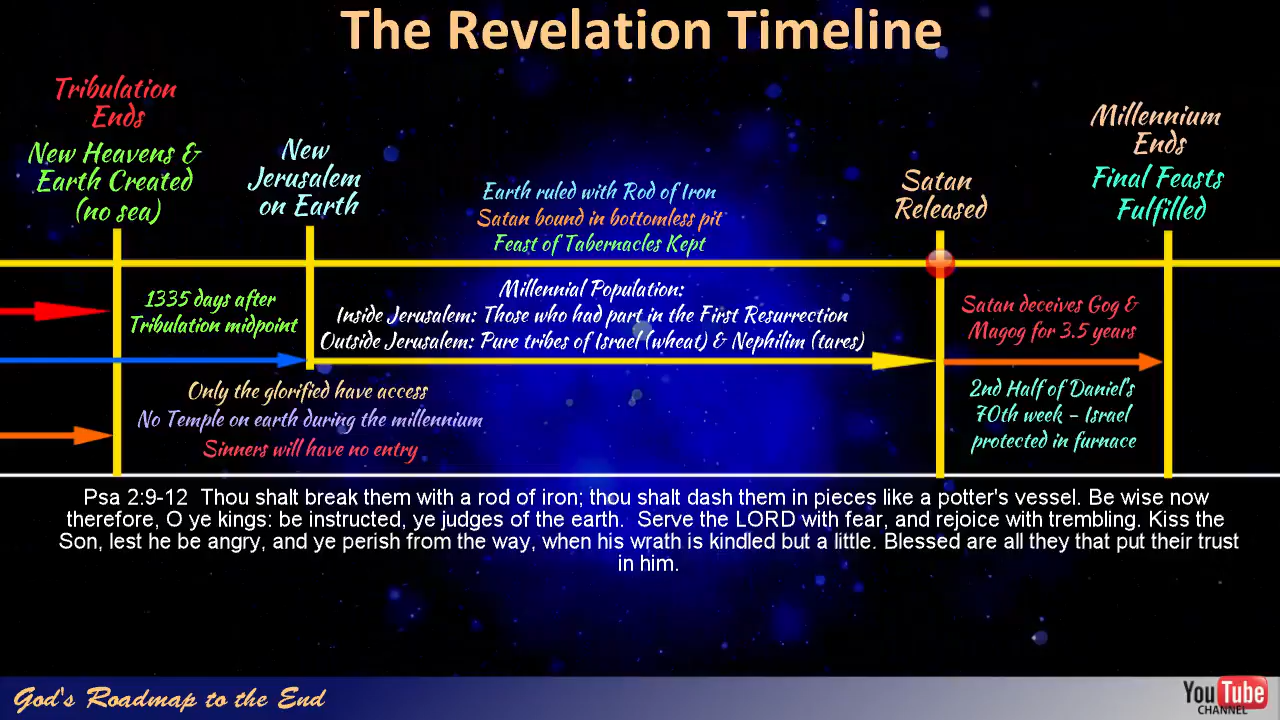 The Revelation Timeline
Tribulation
Ends
New Heavens &
Earth Created
(no sea)
New
Jerusalem
on Earth
Earth ruled with Rod of Iron
Satan bound in bottomless pit
Feast of Tabernacles Kept
Satan
Released
Millennium
Ends
Final Feasts
Fulfilled
1335 days after
Tribulation midpoint
Millennial Population:
Inside Jerusalem: Those who had part in the First Resurrection
Outside Jerusalem: Pure tribes of Israel (wheat) & Nephilim (tares)
Satan deceives Gog &
Magog for 3.5 years
Only the glorified have access
No Temple on earth during the millennium
Sinners will have no entry
2nd Half of Daniel's
70th week - Israel
protected in furnace
Psa 2:9-12 Thou shalt break them with a rod of iron; thou shalt dash them in pieces like a potter's vessel. Be wise now
therefore, O ye kings: be instructed, ye judges of the earth. Serve the LORD with fear, and rejoice with trembling. Kiss the
Son, lest he be angry, and ye perish from the way, when his wrath is kindled but a little. Blessed are all they that put their trust
in him.
God's Roadmap to the End
YouTube
CHANNEL